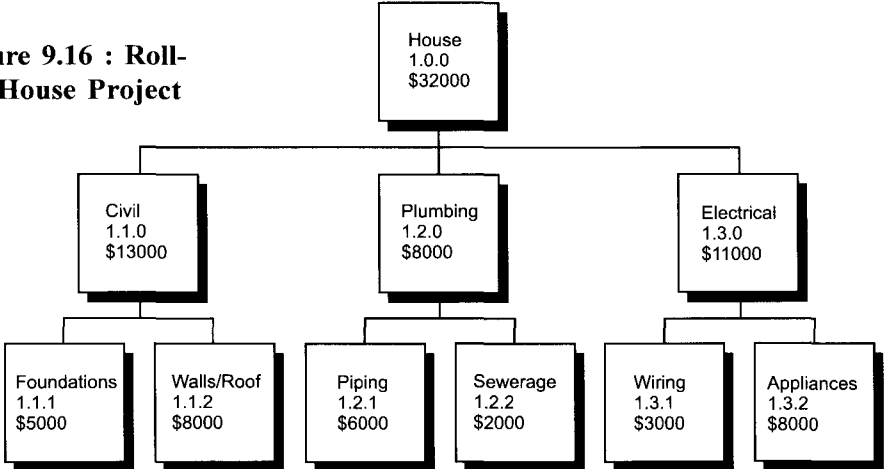 ure 9.16 : Roll-
House Project
House
1.0.0
$32000
Civil
1.1.0
$13000
Plumbing
1.2.0
$8000
Electrical
1.3.0
$11000
Foundations
1.1.1
$5000
Walls/Roof
1.1.2
$8000
Piping
1.2.1
$6000
Sewerage
1.2.2
$2000
Wiring
1.3.1
$3000
Appliances
1.3.2
$8000